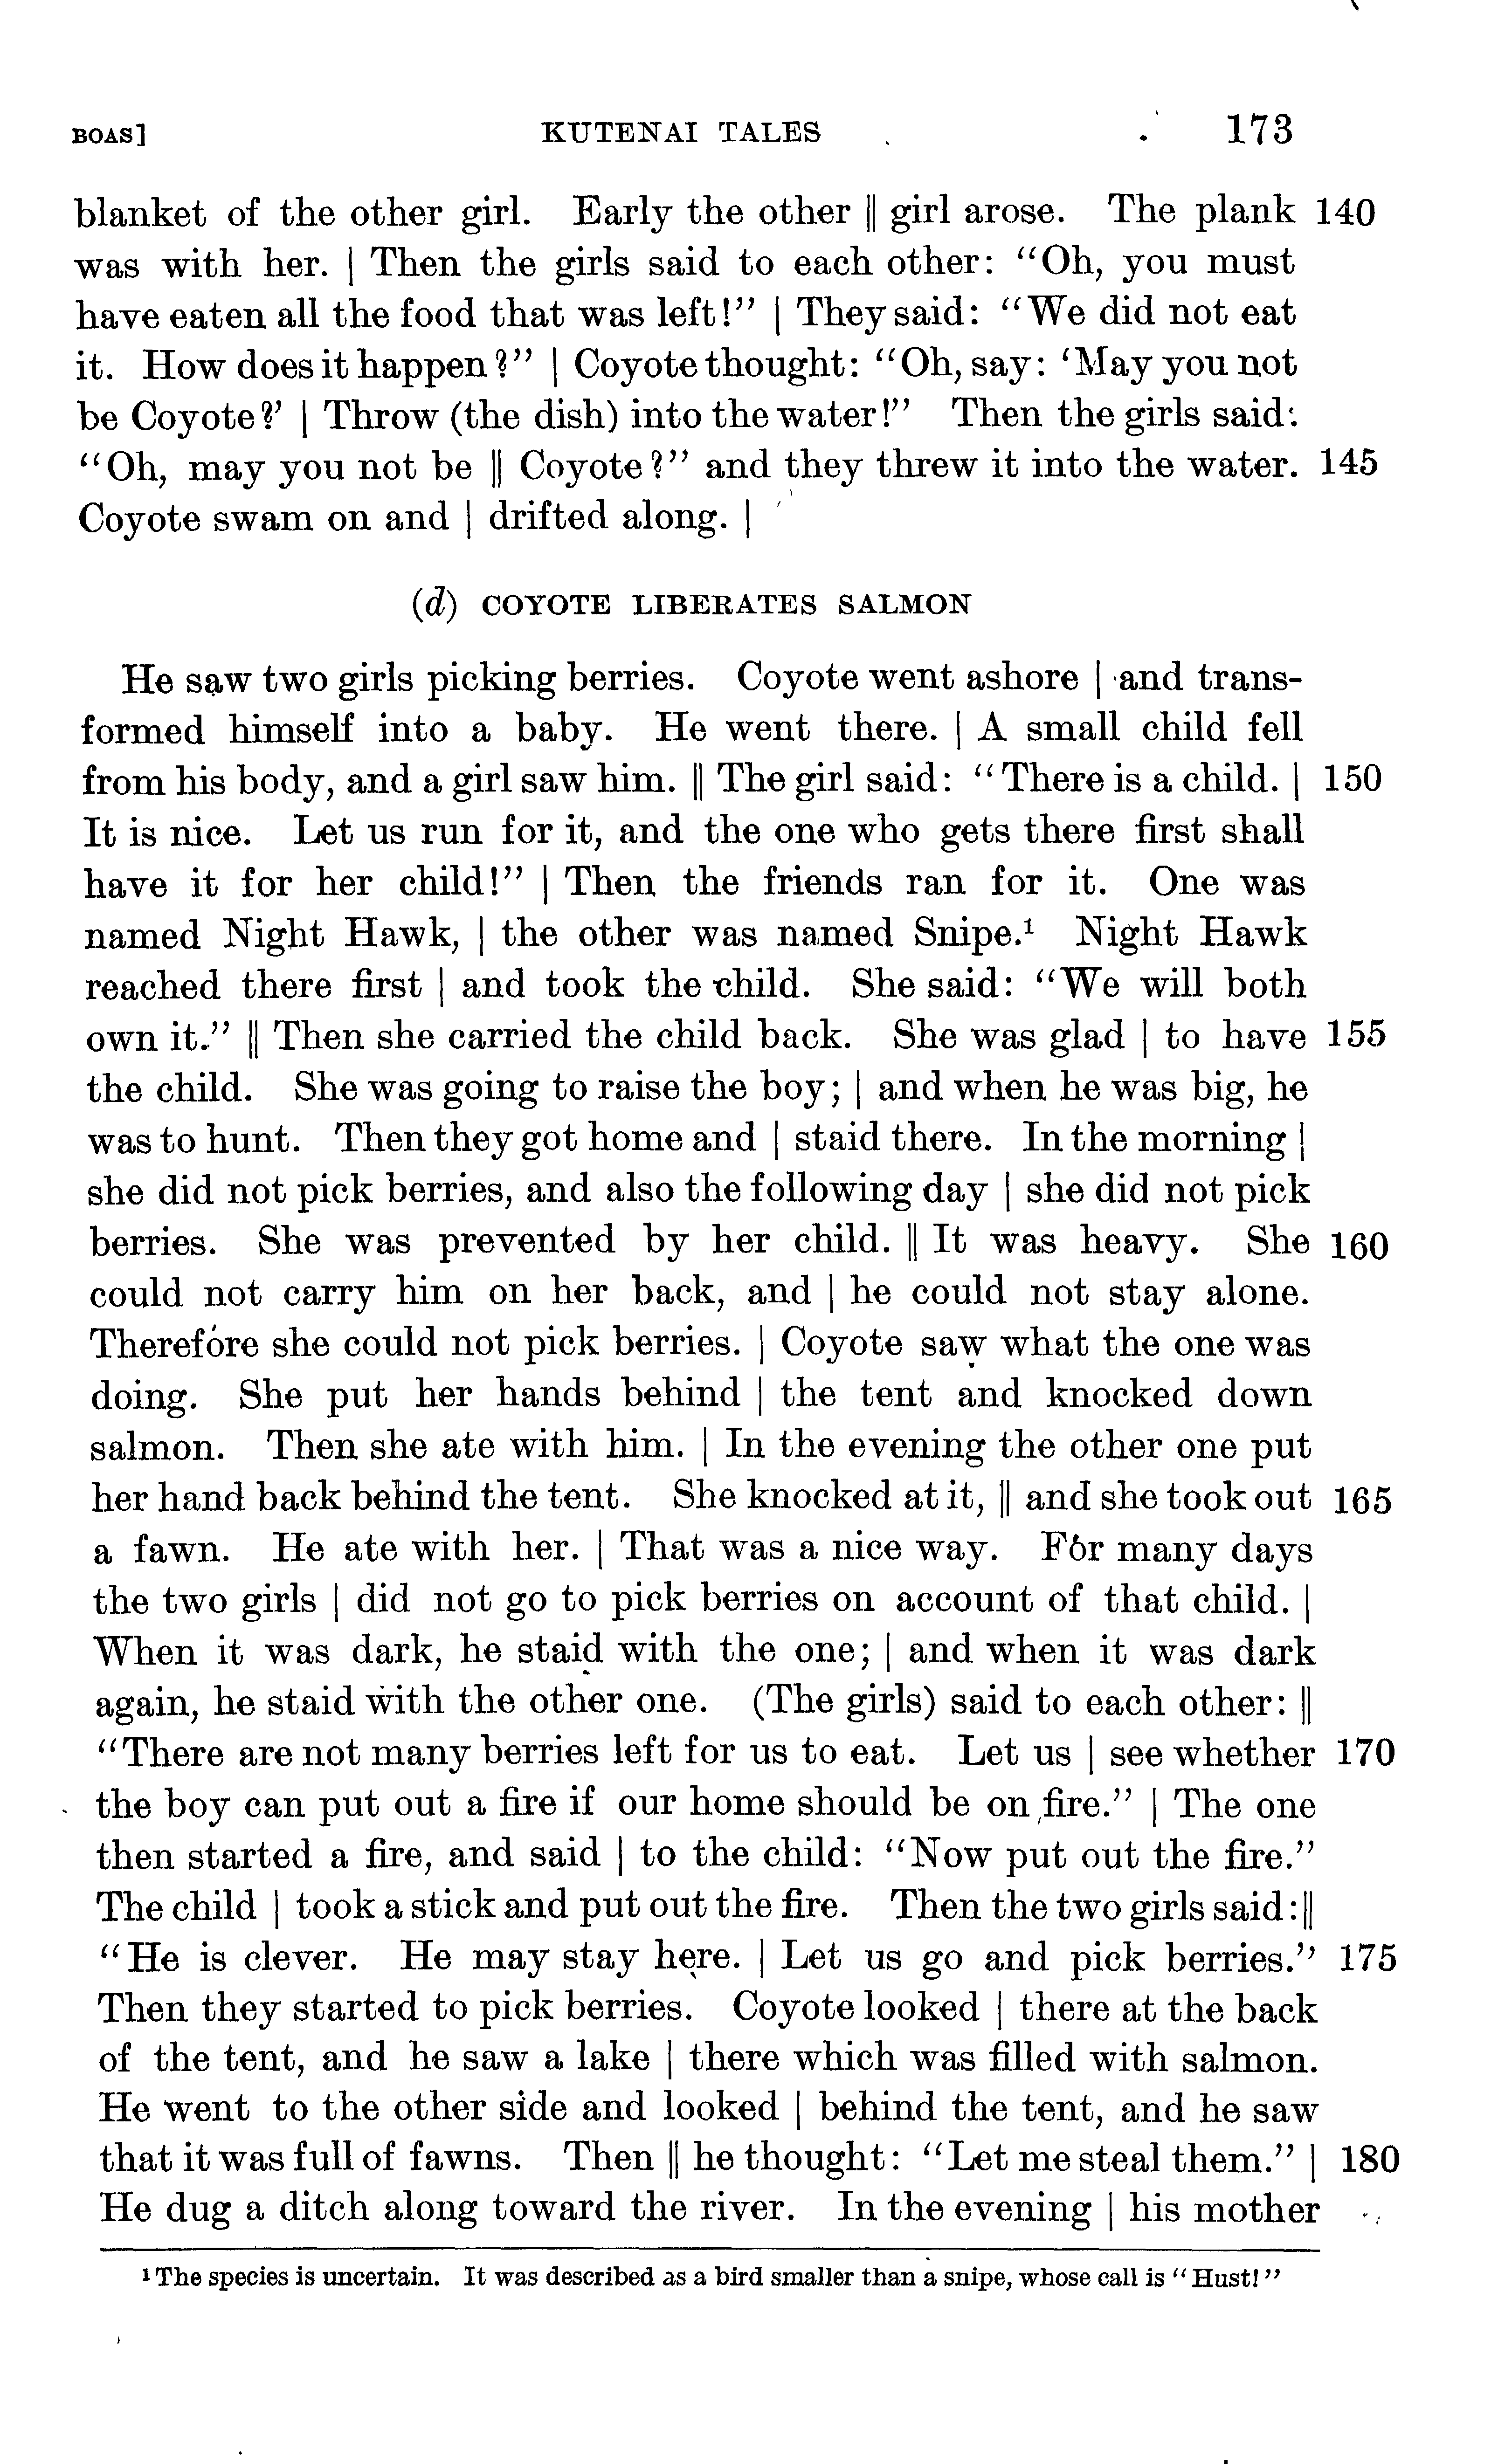 BOAS] KUTENAI TALES 173
blanket of the other girl. Early the other || girl arose. The plank 140
was with her. | Then the girls said to each other: “Oh, you must
have eaten all the food that was left!” | They said: “We did not eat
it. How does it happen?” | Coyote thought: “Oh, say: ‘May you not
be Coyote?’ | Throw (the dish) into the water!” Then the girls said:
“Oh, may you not be || Coyote?” and they threw it into the water. 145
Coyote swam on and | drifted along. |
(d) COYOTE LIBERATES SALMON
He saw two girls picking berries. Coyote went ashore | and trans-
formed himself into a baby. He went there. | A small child fell
from his body, and a girl saw him. || The girl said: “There is a child. | 150
It is nice. Let us run for it, and the one who gets there first shall
have it for her child!” | Then the friends ran for it. One was
named Night Hawk, | the other was named Snipe.¹ Night Hawk
reached there first | and took the child. She said: “We will both
own it.” || Then she carried the child back. She was glad | to have 155
the child. She was going to raise the boy; | and when he was big, he
was to hunt. Then they got home and | staid there. In the morning |
she did not pick berries, and also the following day | she did not pick
berries. She was prevented by her child. || It was heavy. She 160
could not carry him on her back, and | he could not stay alone.
Therefore she could not pick berries. | Coyote saw what the one was
doing. She put her hands behind | the tent and knocked down
salmon. Then she ate with him. | In the evening the other one put
her hand back behind the tent. She knocked at it, || and she took out 165
a fawn. He ate with her. | That was a nice way. For many days
the two girls | did not go to pick berries on account of that child. |
When it was dark, he staid with the one; | and when it was dark
again, he staid with the other one. (The girls) said to each other: ||
“There are not many berries left for us to eat. Let us | see whether 170
the boy can put out a fire if our home should be on fire.” | The one
then started a fire, and said | to the child: “Now put out the fire.”
The child | took a stick and put out the fire. Then the two girls said: ||
“He is clever. He may stay here. | Let us go and pick berries.” 175
Then they started to pick berries. Coyote looked | there at the back
of the tent, and he saw a lake | there which was filled with salmon.
He went to the other side and looked | behind the tent, and he saw
that it was full of fawns. Then || he thought: “Let me steal them.” | 180
He dug a ditch along toward the river. In the evening | his mother
¹ The species is uncertain. It was described as a bird smaller than a snipe, whose call is “Hust!”